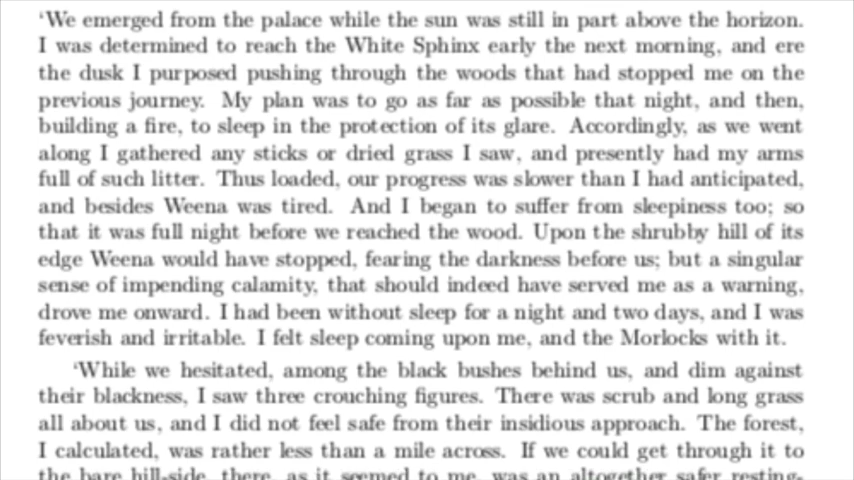 ‘We emerged from the palace while the sun was still in part above the horizon.
I was determined to reach the White Sphinx early the next morning, and ere
the dusk I purposed pushing through the woods that had stopped me on the
previous journey. My plan was to go as far as possible that night, and then,
building a fire, to sleep in the protection of its glare. Accordingly, as we went
along I gathered any sticks or dried grass I saw, and presently had my arms
full of such litter. Thus loaded, our progress was slower than I had anticipated,
and besides Weena was tired. And I began to suffer from sleepiness too; so
that it was full night before we reached the wood. Upon the shrubby hill of its
edge Weena would have stopped, fearing the darkness before us; but a singular
sense of impending calamity, that should indeed have served me as a warning,
drove me onward. I had been without sleep for a night and two days, and I was
feverish and irritable. I felt sleep coming upon me, and the Morlocks with it.
‘While we hesitated, among the black bushes behind us, and dim against
their blackness, I saw three crouching figures. There was scrub and long grass
all about us, and I did not feel safe from their insidious approach. The forest,
I calculated, was rather less than a mile across. If we could get through it to
the bare hill-side, there, as it seemed to me, was an altogether safer resting-